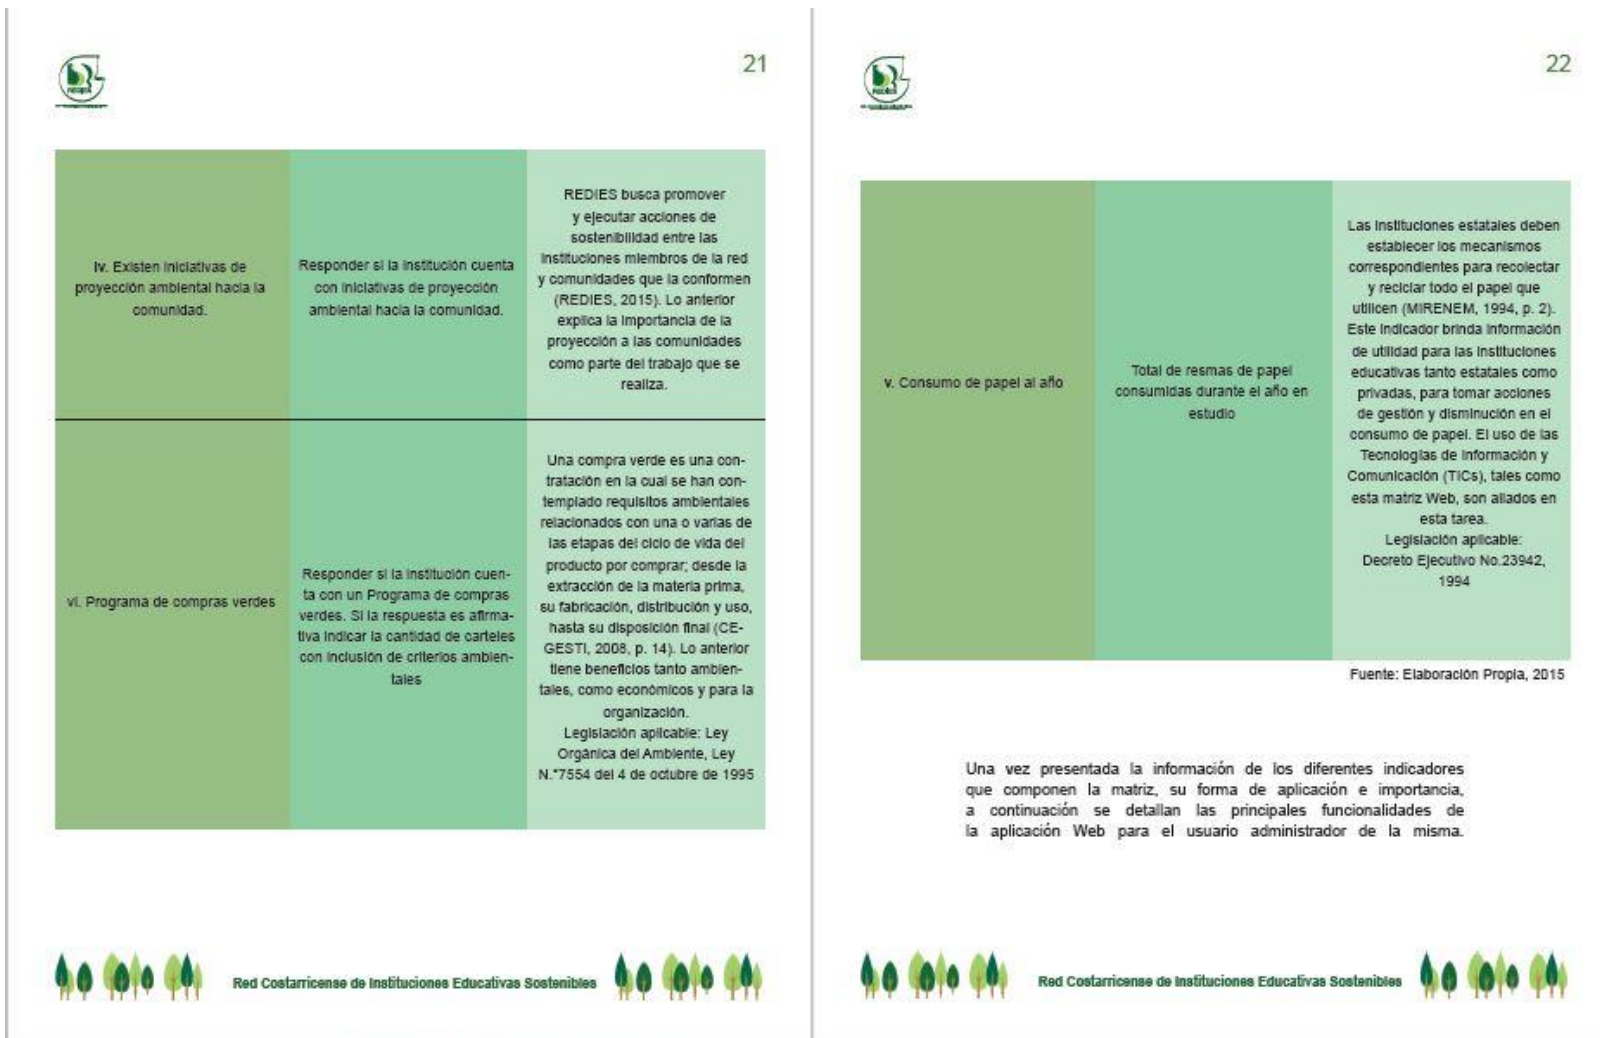 21
iv. Existen iniciativas de
proyección ambiental hacia la
comunidad.
Responder si la institución cuenta
con iniciativas de proyección
ambiental hacia la comunidad.
REDIES busca promover
y ejecutar acciones de
sostenibilidad entre las
instituciones miembros de la red
y comunidades que la conformen
(REDIES, 2015). Lo anterior
explica la importancia de la
proyección a las comunidades
como parte del trabajo que se
realiza.
vi. Programa de compras verdes
Responder si la institución cuen-
ta con un Programa de compras
verdes. Si la respuesta es afirma-
tiva indicar la cantidad de carteles
con inclusión de criterios ambien-
tales
Una compra verde es una con-
tratación en la cual se han con-
templado requisitos ambientales
relacionados con una o varias de
las etapas del ciclo de vida del
producto por comprar; desde la
extracción de la materia prima,
su fabricación, distribución y uso,
hasta su disposición final (CE-
GESTI, 2008, p. 14). Lo anterior
tiene beneficios tanto ambien-
tales, como económicos y para la
organización.
Legislación aplicable: Ley
Orgánica del Ambiente, Ley
N.°7554 del 4 de octubre de 1995
Red Costarricense de Instituciones Educativas Sostenibles
22
v. Consumo de papel al año
Total de resmas de papel
consumidas durante el año en
estudio
Las instituciones estatales deben
establecer los mecanismos
correspondientes para recolectar
y reciclar todo el papel que
utilicen (MIRENEM, 1994, p. 2).
Este indicador brinda información
de utilidad para las instituciones
educativas tanto estatales como
privadas, para tomar acciones
de gestión y disminución en el
consumo de papel. El uso de las
Tecnologías de Información y
Comunicación (TICs), tales como
esta matriz Web, son aliados en
esta tarea.
Legislación aplicable:
Decreto Ejecutivo No.23942,
1994
Fuente: Elaboración Propia, 2015
Una vez presentada la información de los diferentes indicadores
que componen la matriz, su forma de aplicación e importancia,
a continuación se detallan las principales funcionalidades de
la aplicación Web para el usuario administrador de la misma.
Red Costarricense de Instituciones Educativas Sostenibles